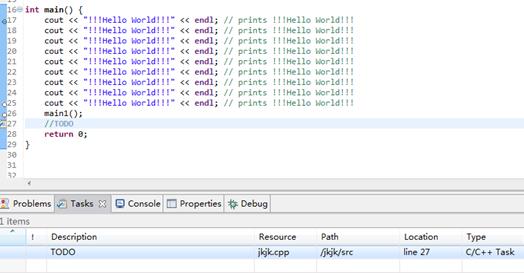 16 int main() {
17 cout << "!!!Hello World!!!" << endl; // prints !!!Hello World!!!
18 cout << "!!!Hello World!!!" << endl; // prints !!!Hello World!!!
19 cout << "!!!Hello World!!!" << endl; // prints !!!Hello World!!!
20 cout << "!!!Hello World!!!" << endl; // prints !!!Hello World!!!
21 cout << "!!!Hello World!!!" << endl; // prints !!!Hello World!!!
22 cout << "!!!Hello World!!!" << endl; // prints !!!Hello World!!!
23 cout << "!!!Hello World!!!" << endl; // prints !!!Hello World!!!
24 cout << "!!!Hello World!!!" << endl; // prints !!!Hello World!!!
25 cout << "!!!Hello World!!!" << endl; // prints !!!Hello World!!!
26 main1();
27 //TODO
28 return 0;
29 }
30
31
32
Problems Tasks Console Properties Debug
1 items
! Description Resource Path Location Type
TODO jkjk.cpp /jkjk/src line 27 C/C++ Task